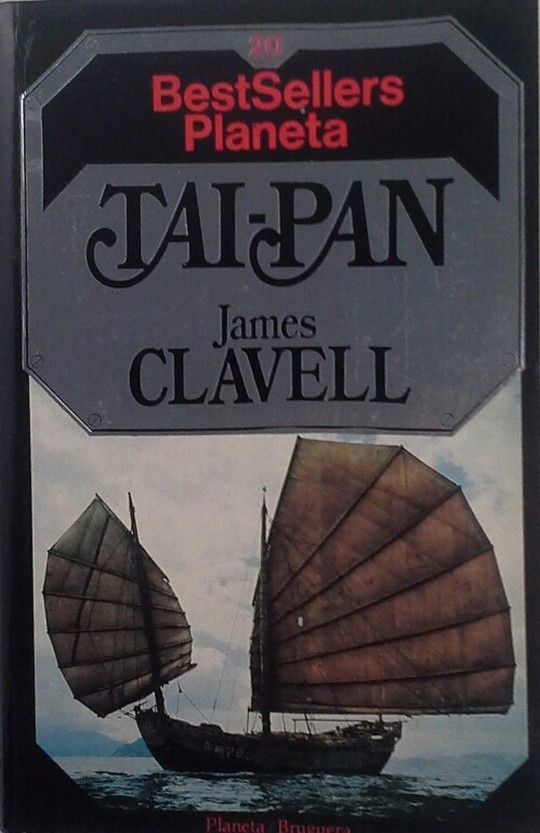 20
BestSellers
Planeta
TAI-PAN
James
CLAVELL
Planeta / Bruguera